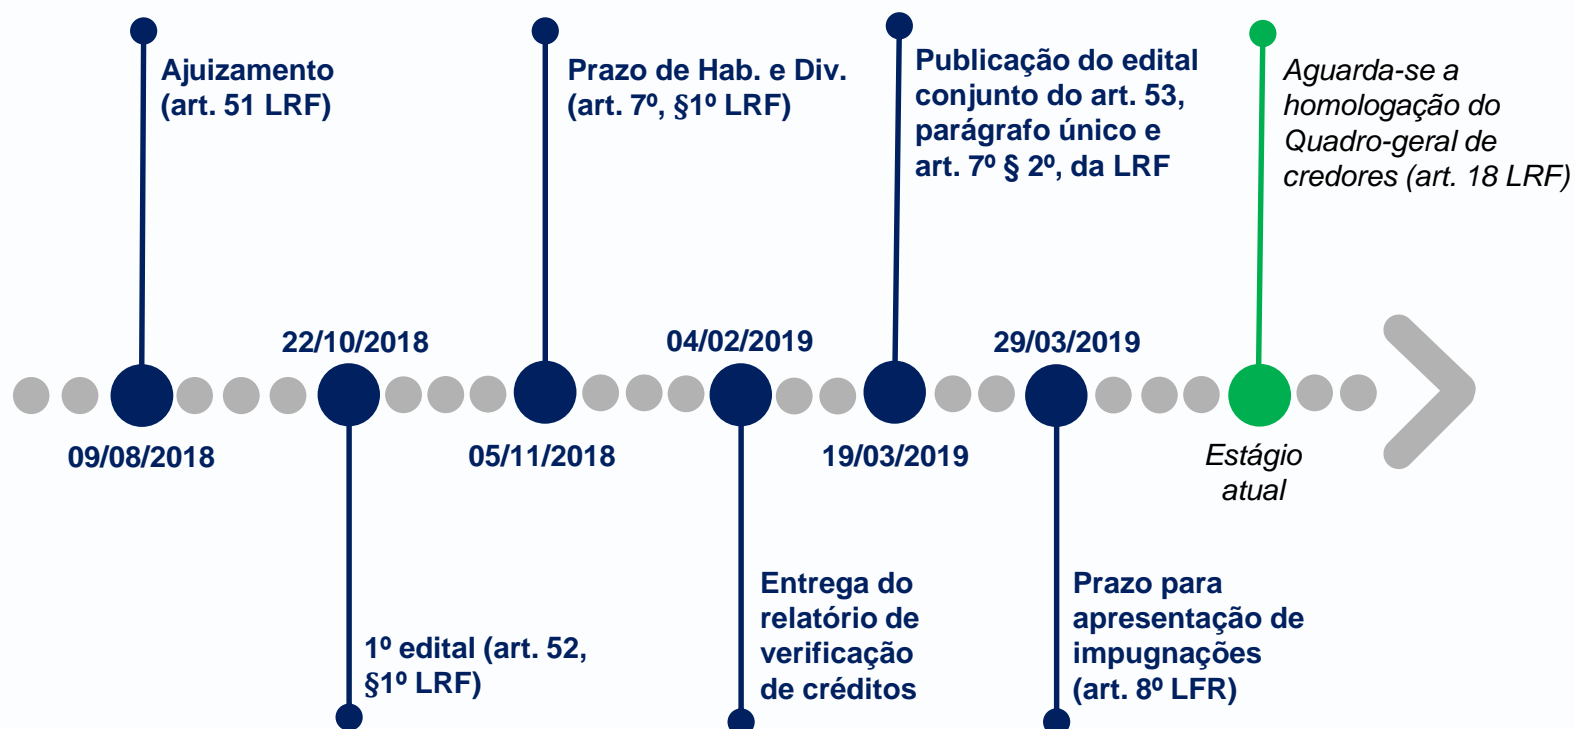 Ajuizamento
(art. 51 LRF)
Prazo de Hab. e Div.
(art. 7º, §1º LRF)
Publicação do edital
conjunto do art. 53,
parágrafo único e
art. 7º § 2º, da LRF
Aguarda-se a
homologação do
Quadro-geral de
credores (art. 18 LRF)
22/10/2018
04/02/2019
29/03/2019
09/08/2018
05/11/2018
19/03/2019
Estágio
atual
1º edital (art. 52,
§1º LRF)
Entrega do
relatório de
verificação
de créditos
Prazo para
apresentação de
impugnações
(art. 8º LFR)